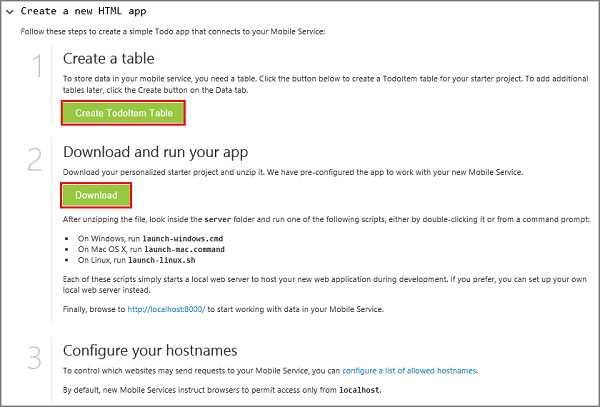 Create a new HTML app
Follow these steps to create a simple Todo app that connects to your Mobile Service:
1
Create a table
To store data in your mobile service, you need a table. Click the button below to create a TodoItem table for your starter project. To add additional
tables later, click the Create button on the Data tab.
Create TodoItem Table
2
Download and run your app
Download your personalized starter project and unzip it. We have pre-configured the app to work with your new Mobile Service.
Download
After unzipping the file, look inside the server folder and run one of the following scripts, either by double-clicking it or from a command prompt:
▪ On Windows, run launch-windows.cmd
▪ On Mac OS X, run launch-mac.command
▪ On Linux, run launch-linux.sh
Each of these scripts simply starts a local web server to host your new web application during development. If you prefer, you can set up your own
local web server instead.
Finally, browse to http://localhost:8000/ to start working with data in your Mobile Service.
3
Configure your hostnames
To control which websites may send requests to your Mobile Service, you can configure a list of allowed hostnames.
By default, new Mobile Services instruct browsers to permit access only from localhost.